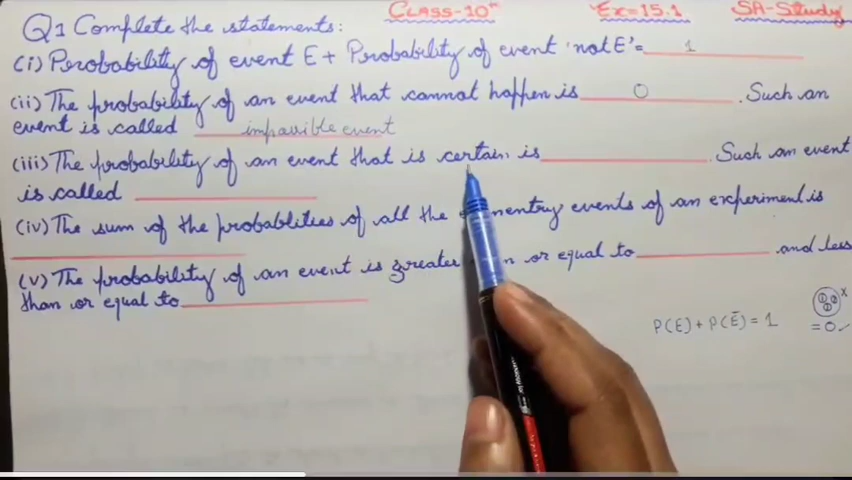 CLASS-10th Ex=15.1 SA-Study
Q1 Complete the statements:
(i) Probability of event E + Probability of event 'not E' = 1
(ii) The probability of an event that cannot happen is 0 . Such an
event is called impossible event
(iii) The probability of an event that is certain is . Such an event
is called
(iv) The sum of the probabilities of all the events of an experiment is
(v) The probability of an event is greater or equal to and less
than or equal to
P(E) + P(Ē) = 1
= 0 ✓